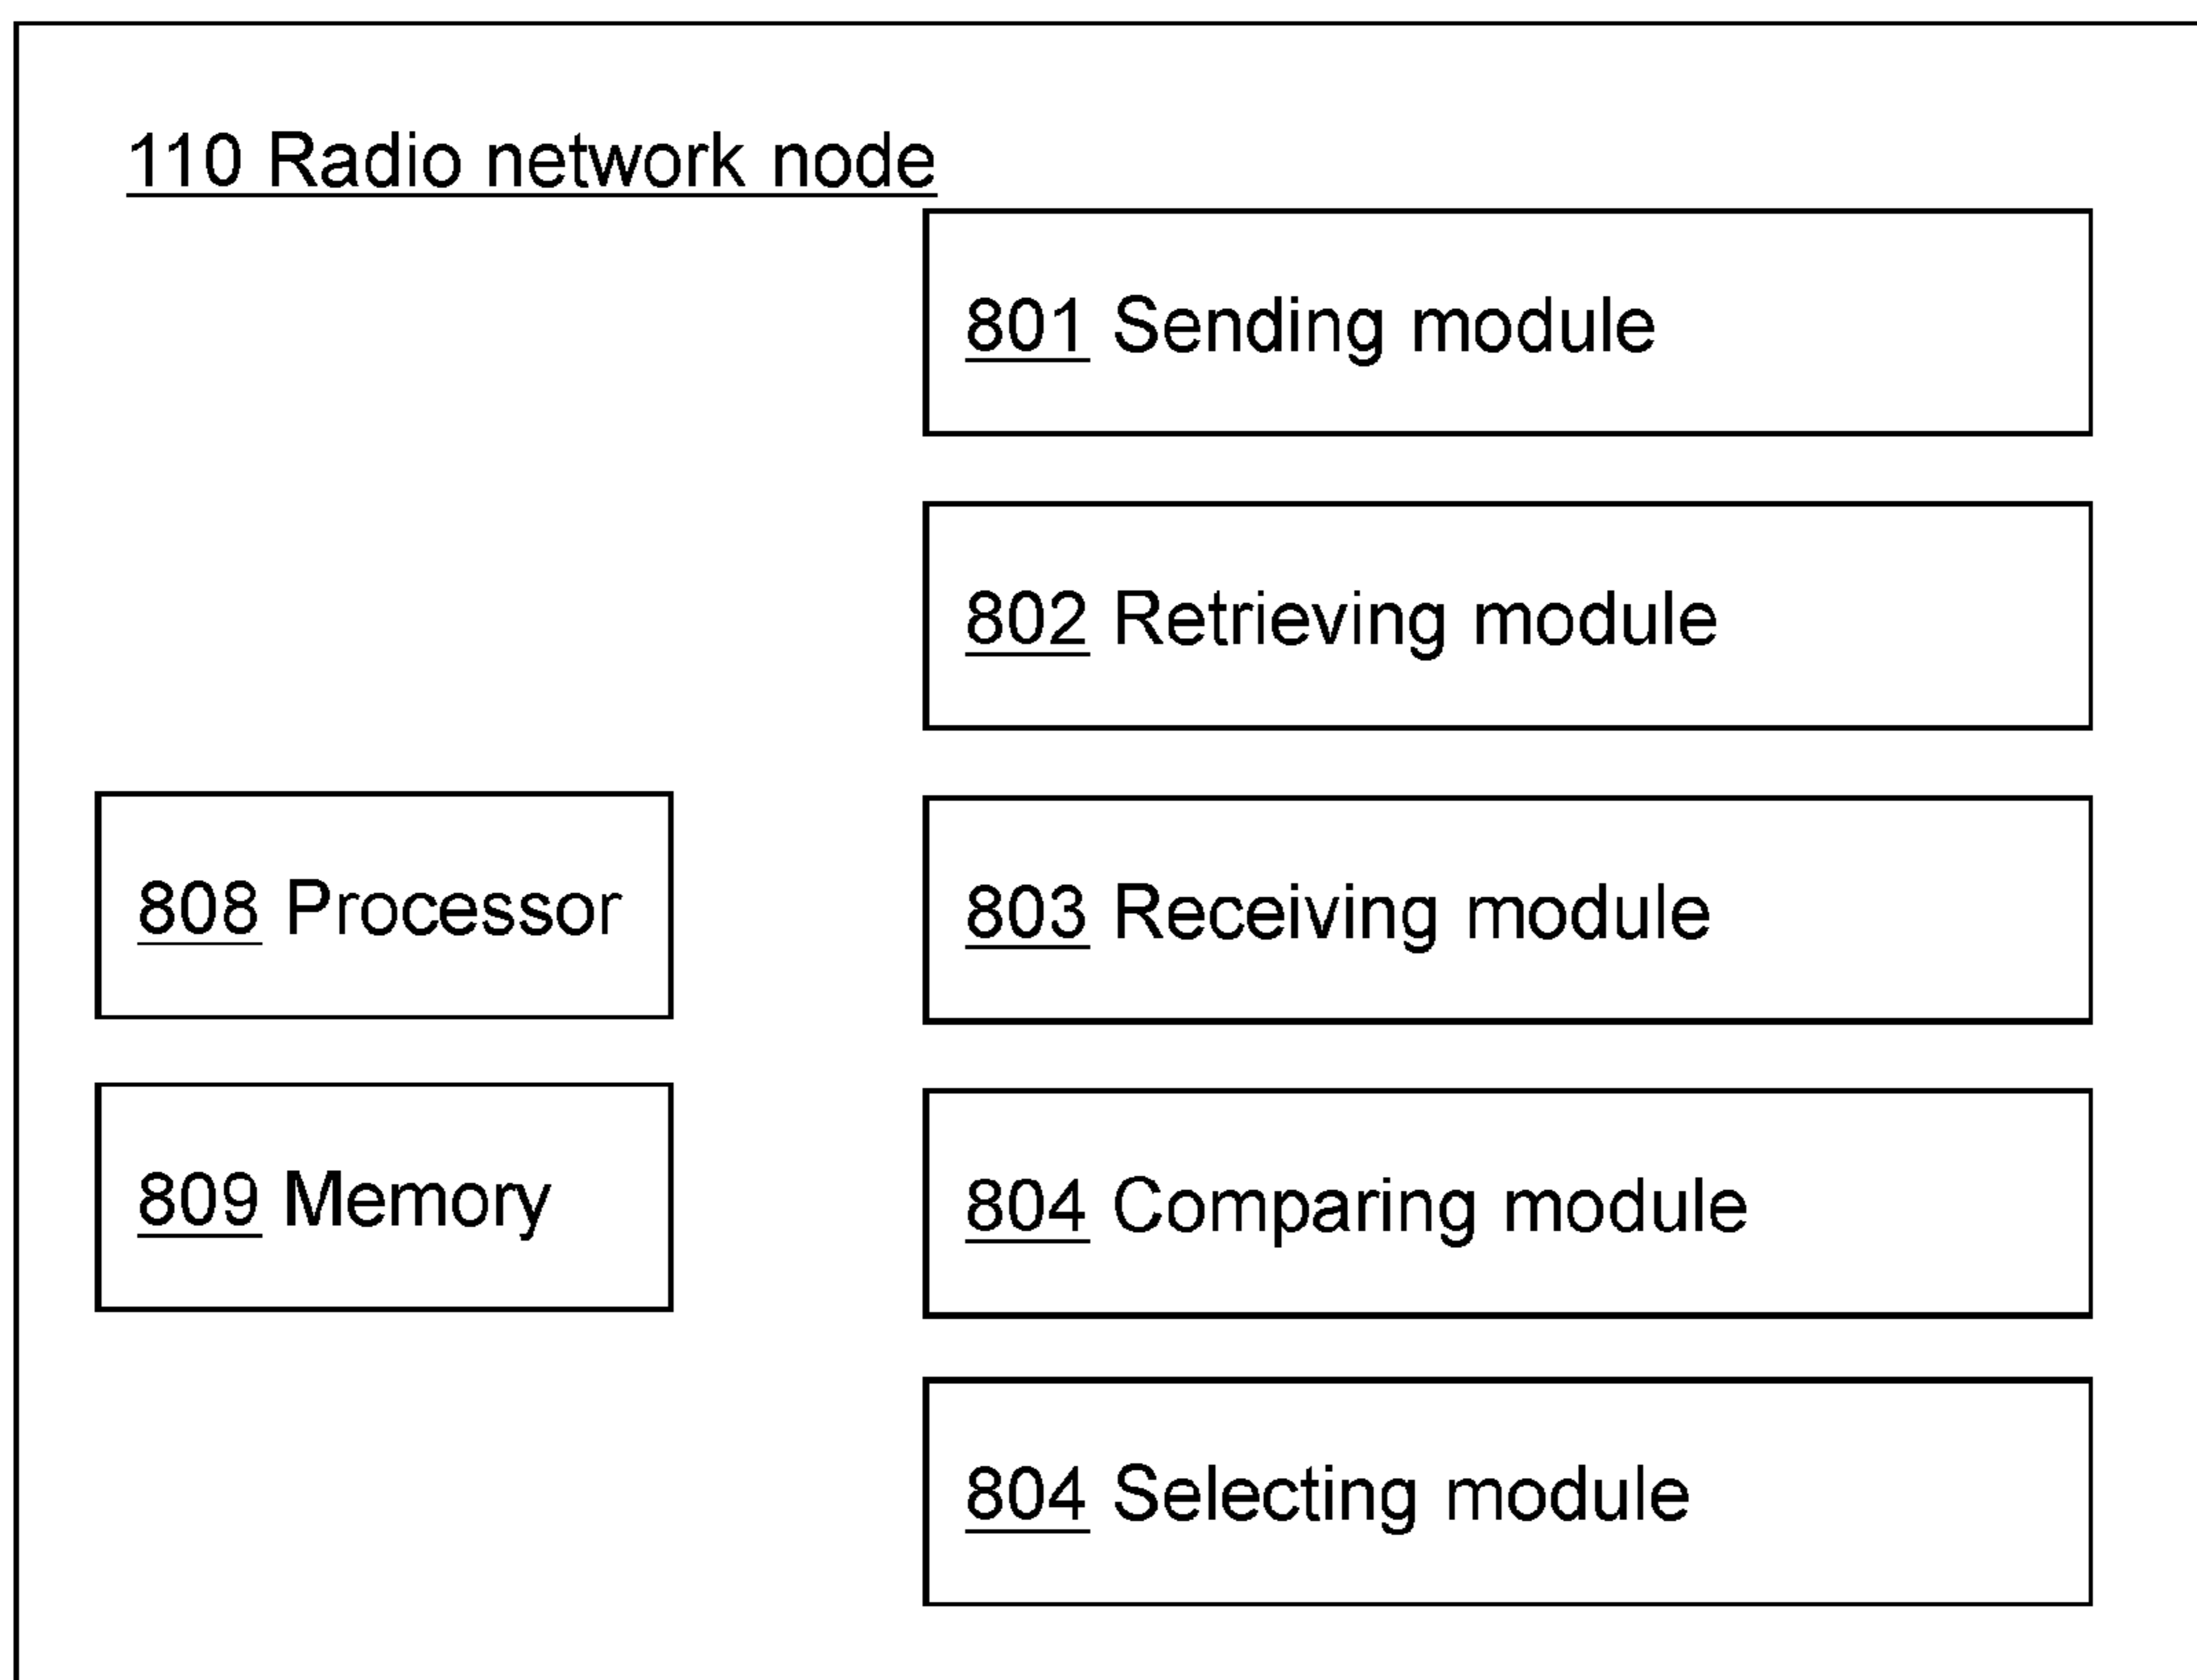 110 Radio network node
801 Sending module
802 Retrieving module
808 Processor
803 Receiving module
809 Memory
804 Comparing module
804 Selecting module